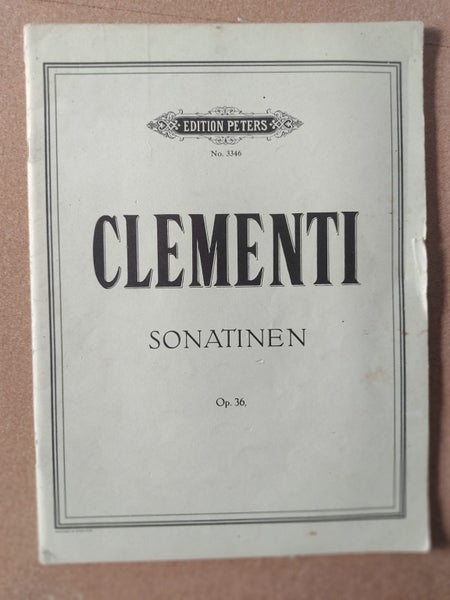 EDITION PETERS
No. 3346
CLEMENTI
SONATINEN
Op. 36,